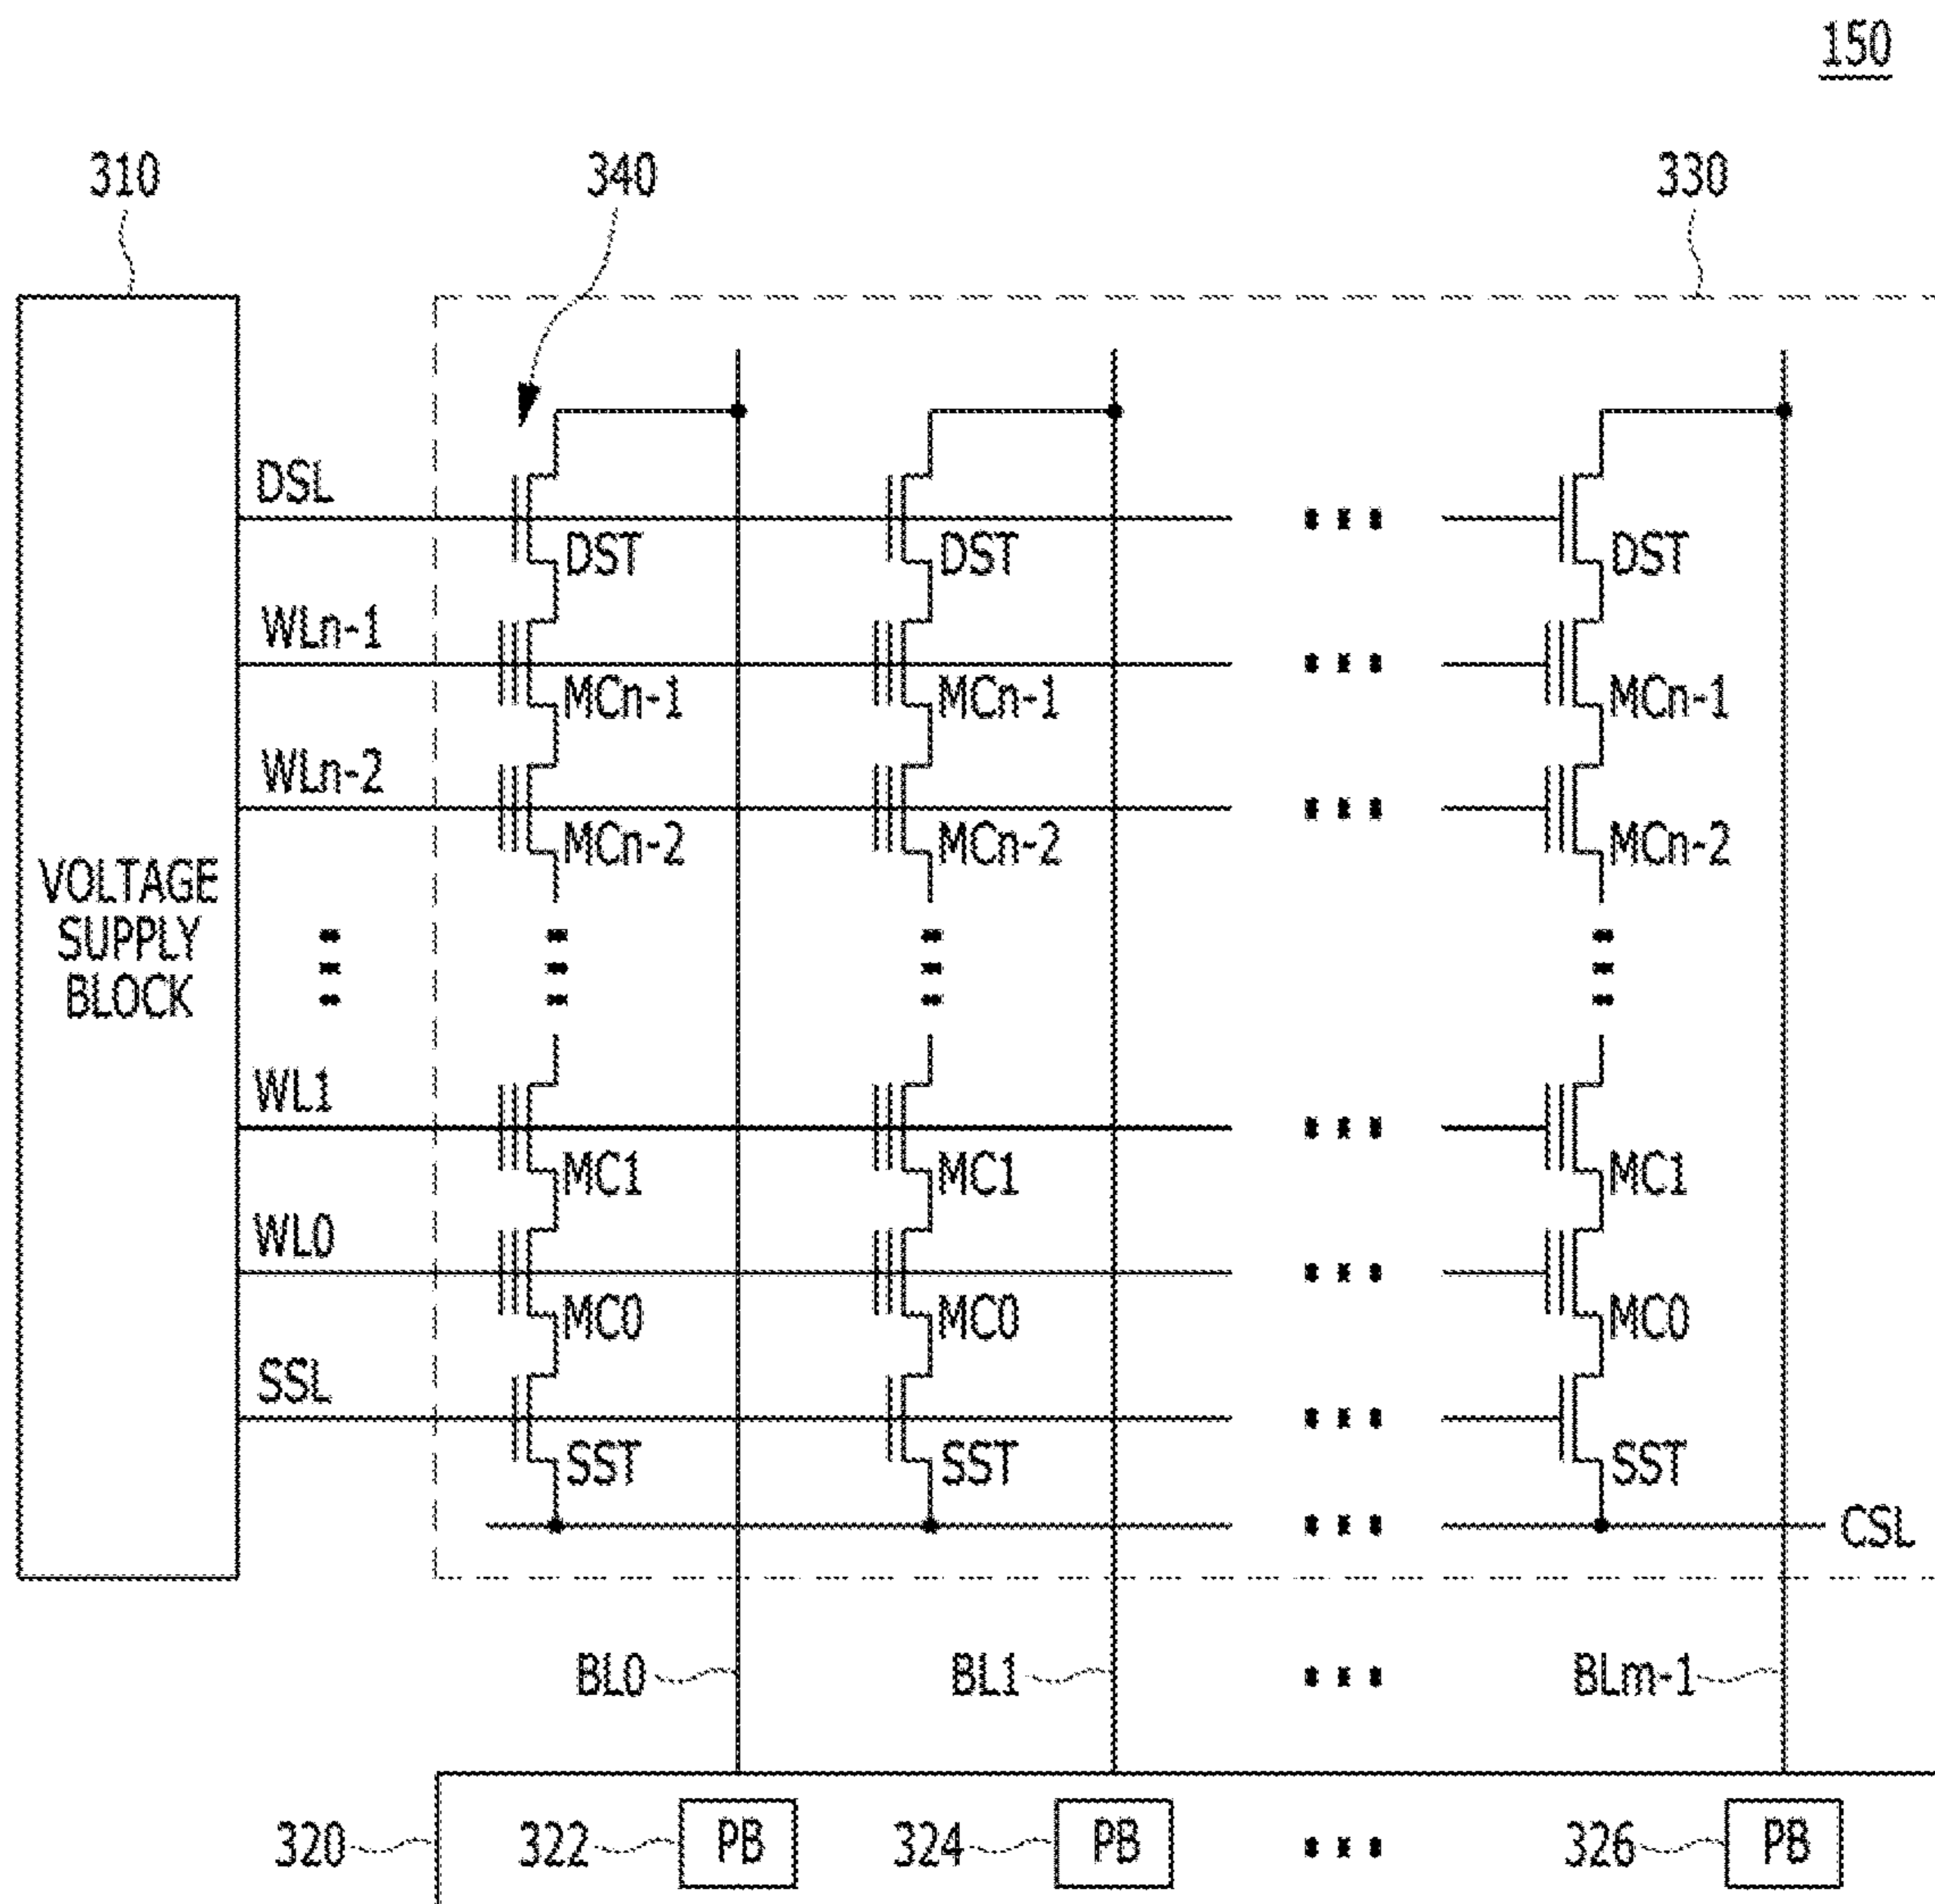 150
310 340 330
DSL
DST DST DST
WLn-1
MCn-1 MCn-1 MCn-1
WLn-2
MCn-2 MCn-2 MCn-2
VOLTAGE
SUPPLY
BLOCK
WL1
MC1 MC1 MC1
WL0
MC0 MC0 MC0
SSL
SST SST SST
CSL
BL0 BL1 BLm-1
320 322 PB 324 PB 326 PB